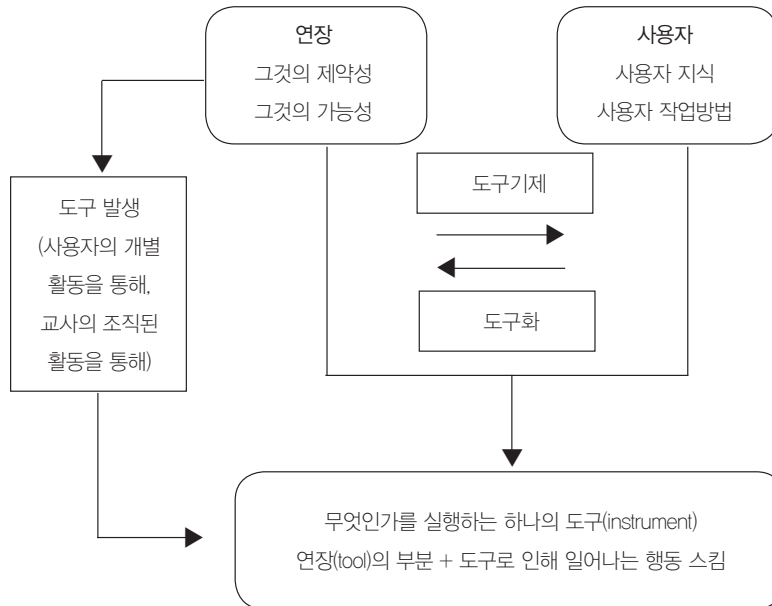 연장
그것의 제약성
그것의 가능성
사용자
사용자 지식
사용자 작업방법
도구기제
도구화
도구 발생
(사용자의 개별
활동을 통해,
교사의 조직된
활동을 통해)
무엇인가를 실행하는 하나의 도구(instrument)
연장(tool)의 부분 + 도구로 인해 일어나는 행동 스킴